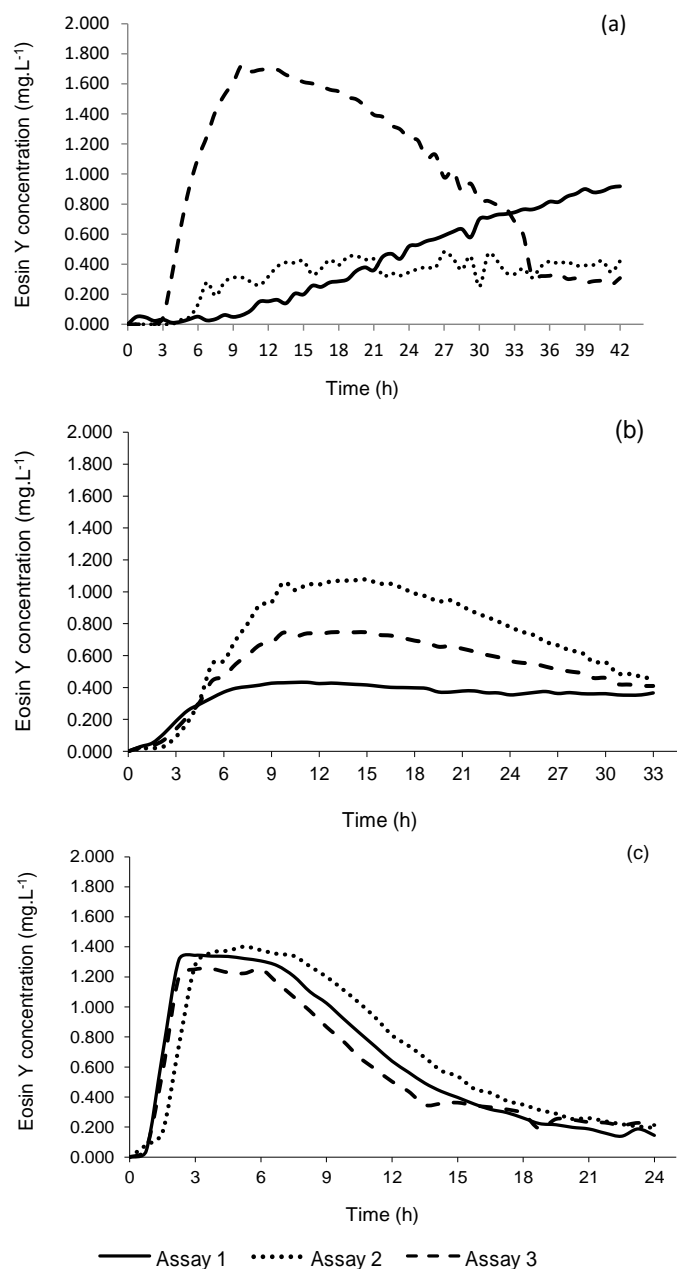 (a)
2.000
1.800
1.600
1.400
1.200
1.000
0.800
0.600
0.400
0.200
0.000
Eosin Y concentration (mg.L⁻¹)
0 3 6 9 12 15 18 21 24 27 30 33 36 39 42
Time (h)
(b)
2.000
1.800
1.600
1.400
1.200
1.000
0.800
0.600
0.400
0.200
0.000
Eosin Y concentration (mg.L⁻¹)
0 3 6 9 12 15 18 21 24 27 30 33
Time (h)
(c)
2.000
1.800
1.600
1.400
1.200
1.000
0.800
0.600
0.400
0.200
0.000
Eosin Y concentration (mg.L⁻¹)
0 3 6 9 12 15 18 21 24
Time (h)
Assay 1 Assay 2 Assay 3